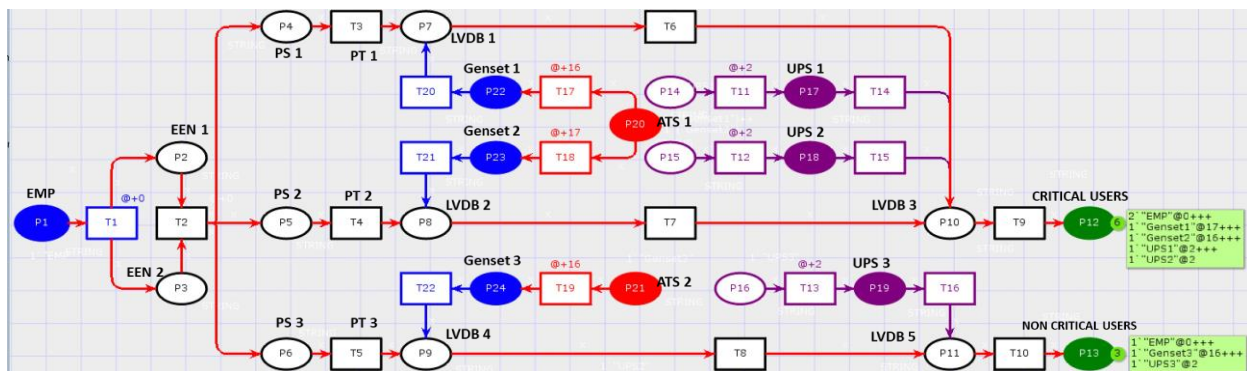 P4 T3 P7 T6
PS 1 PT 1 LVDB 1
Genset 1 @+16 @+2 UPS 1
T20 P22 T17 P14 T11 P17 T14
EEN 1 Genset 2 P20 ATS 1 UPS 2
@+17 @+2
P2 T21 P23 T18 P15 T12 P18 T15
EMP @+0 PS 2 PT 2 LVDB 2 LVDB 3 CRITICAL USERS
P1 T1 T2 P5 T4 P8 T7 P10 T9 P12 6
2`"EMP"@0+++
1`"Genset1"@17+++
1`"Genset2"@16+++
1`"UPS1"@2+++
1`"UPS2"@2
EEN 2 Genset 3 @+16 @+2 UPS 3
P3 T22 P24 T19 P21 ATS 2 P16 T13 P19 T16
PS 3 PT 3 LVDB 4 LVDB 5 NON CRITICAL USERS
P6 T5 P9 T8 P11 T10 P13 3
1`"EMP"@0+++
1`"Genset3"@16+++
1`"UPS3"@2